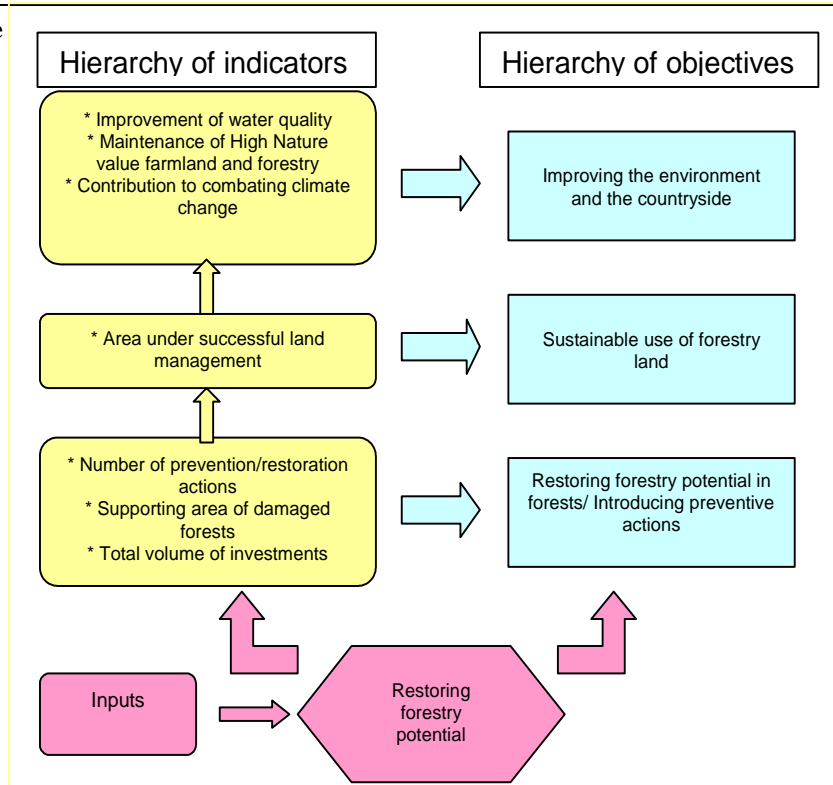 e
Hierarchy of indicators
Hierarchy of objectives
* Improvement of water quality
* Maintenance of High Nature
value farmland and forestry
* Contribution to combating climate
change
Improving the environment
and the countryside
* Area under successful land
management
Sustainable use of forestry
land
* Number of prevention/restoration
actions
* Supporting area of damaged
forests
* Total volume of investments
Restoring forestry potential in
forests/ Introducing preventive
actions
Inputs
Restoring
forestry
potential